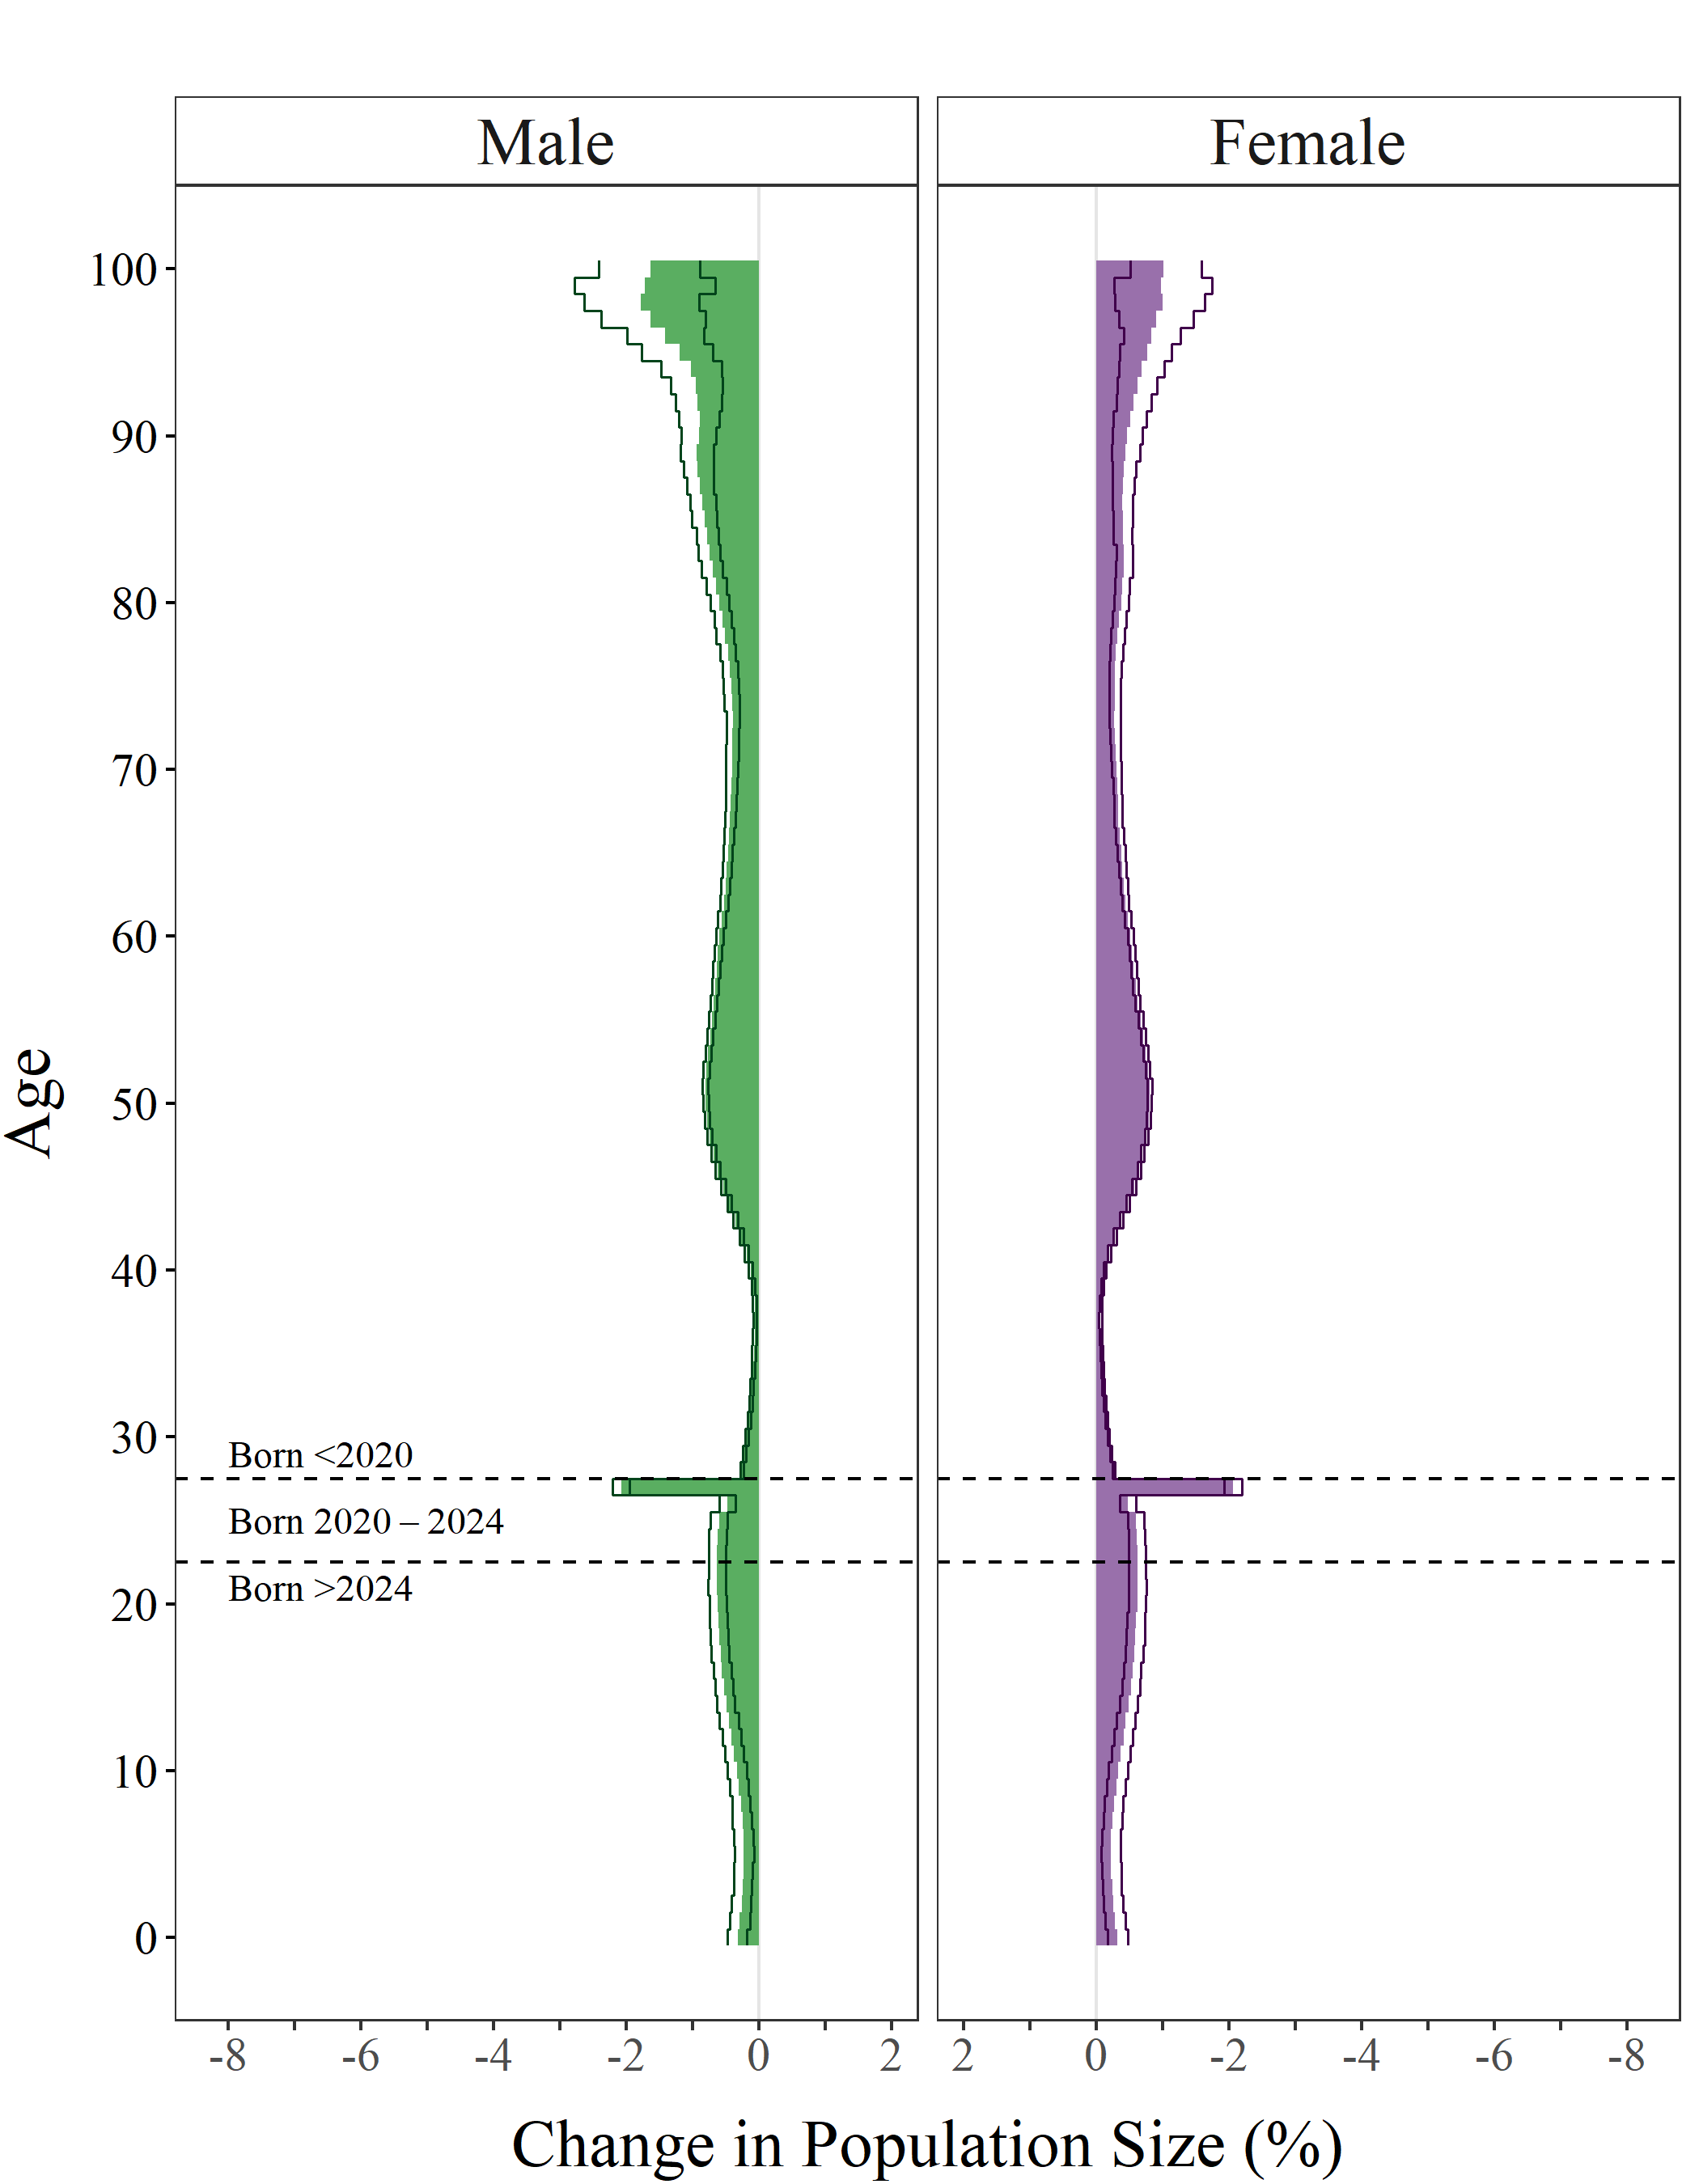 Male Female
100
90
80
70
60
50
40
30
20
10
0
Age
Born <2020
Born 2020 – 2024
Born >2024
-8 -6 -4 -2 0 2 2 0 -2 -4 -6 -8
Change in Population Size (%)